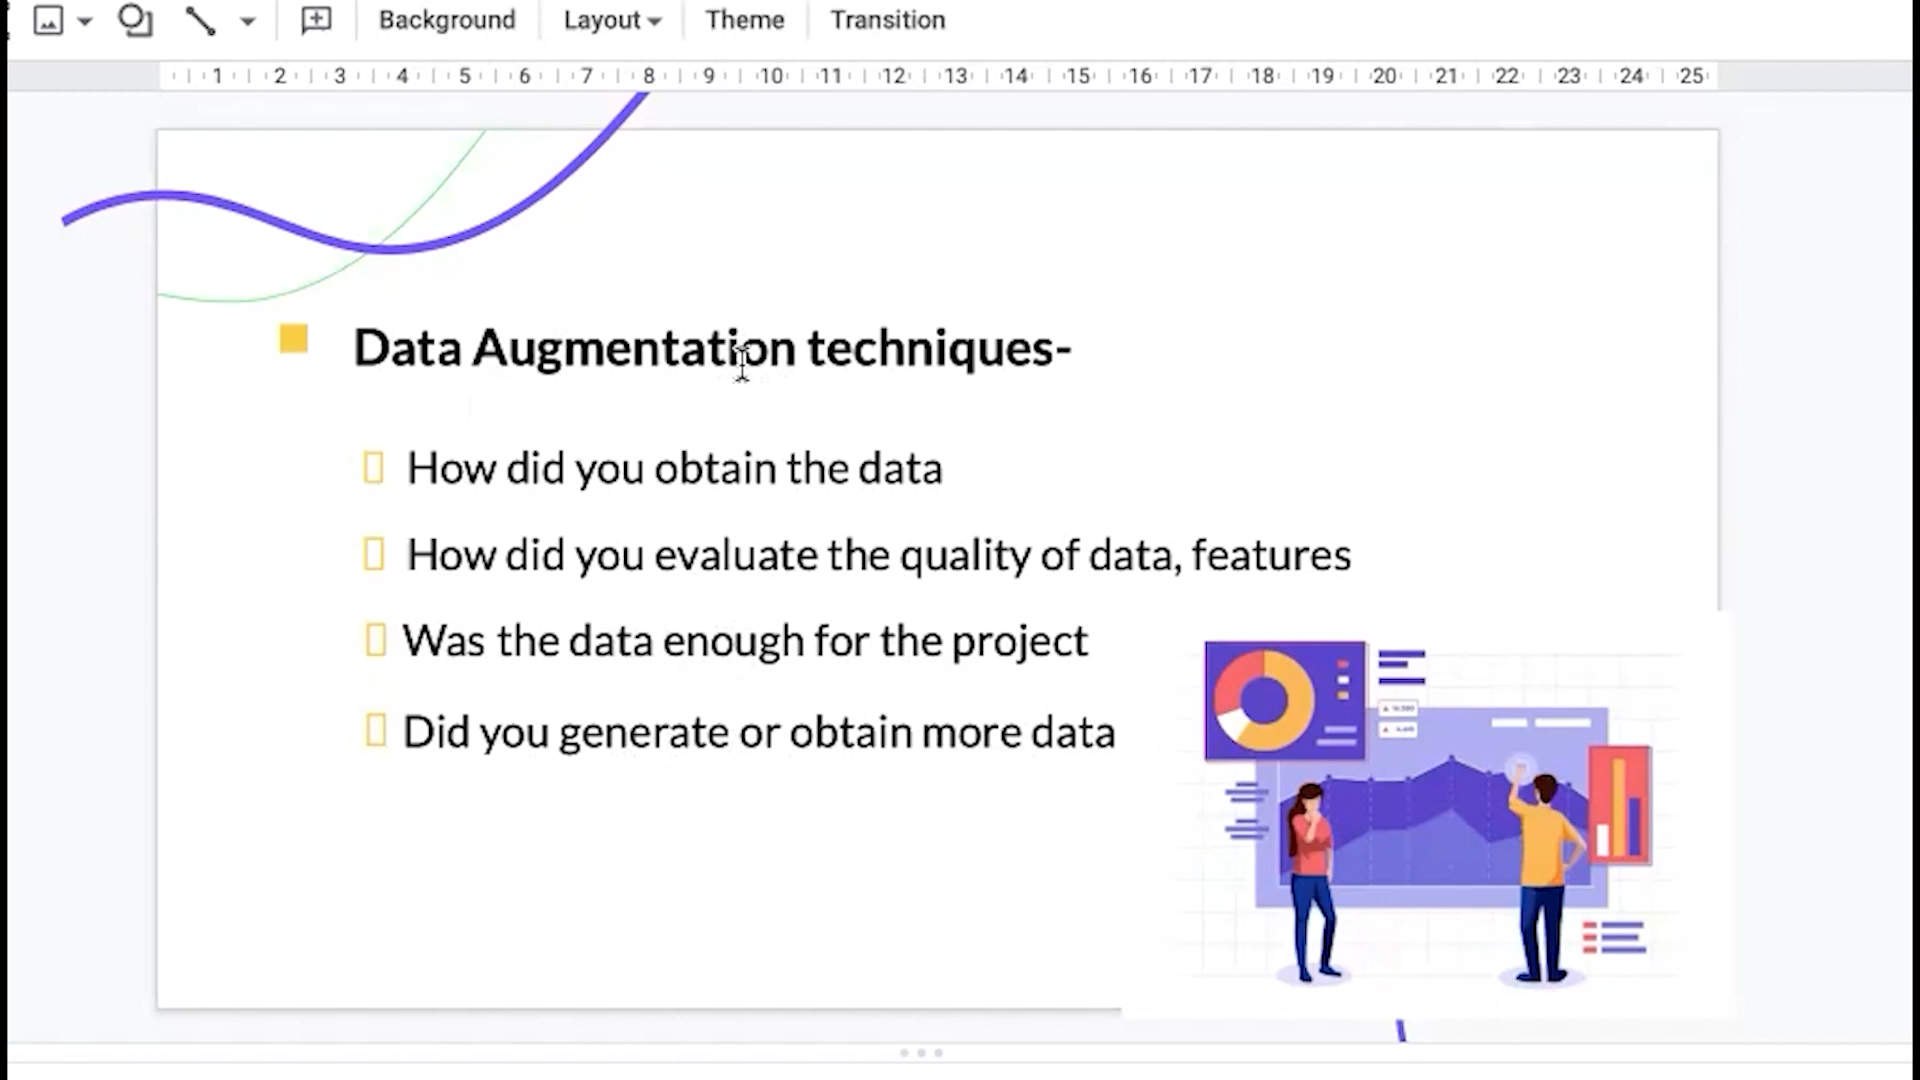 Background Layout Theme Transition
1 2 3 4 5 6 7 8 9 10 11 12 13 14 15 16 17 18 19 20 21 22 23 24 25
Data Augmentation techniques-
How did you obtain the data
How did you evaluate the quality of data, features
Was the data enough for the project
Did you generate or obtain more data